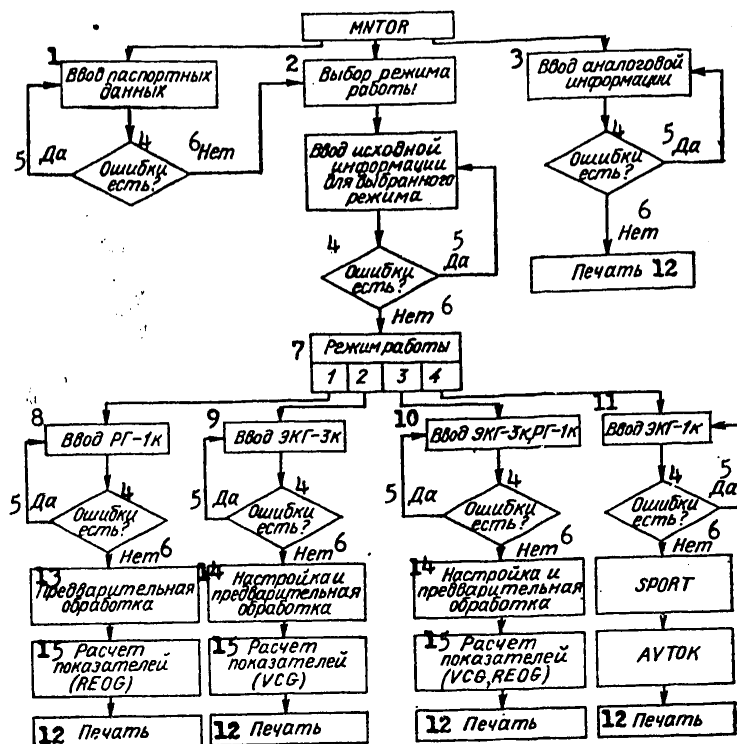 MNTOR
1
Ввод паспортных
данных
2
Выбор режима
работы
3
Ввод аналоговой
информации
4
Ошибки
есть?
5 Да
6 Нет
Ввод исходной
информации
для выбранного
режима
4
Ошибки
есть?
5
Да
6
Нет
Печать 12
4
Ошибки
есть?
5
Да
Нет 6
7
Режим работы
1 2 3 4
8
Ввод РГ-1к
9
Ввод ЭКГ-3к
10
Ввод ЭКГ-3к,РГ-1к
11
Ввод ЭКГ-1к
5 Да
4
Ошибки
есть?
Нет 6
5 Да
4
Ошибки
есть?
Нет 6
5 Да
4
Ошибки
есть?
Нет 6
4
Ошибки
есть?
5
Да
Нет 6
13
Предварительная
обработка
14
Настройка и
предварительная
обработка
14
Настройка и
предварительная
обработка
SPORT
15 Расчет
показателей
(REOG)
15 Расчет
показателей
(VCG)
15 Расчет
показателей
(VCG, REOG)
AVTOK
12 Печать
12 Печать
12 Печать
12 Печать